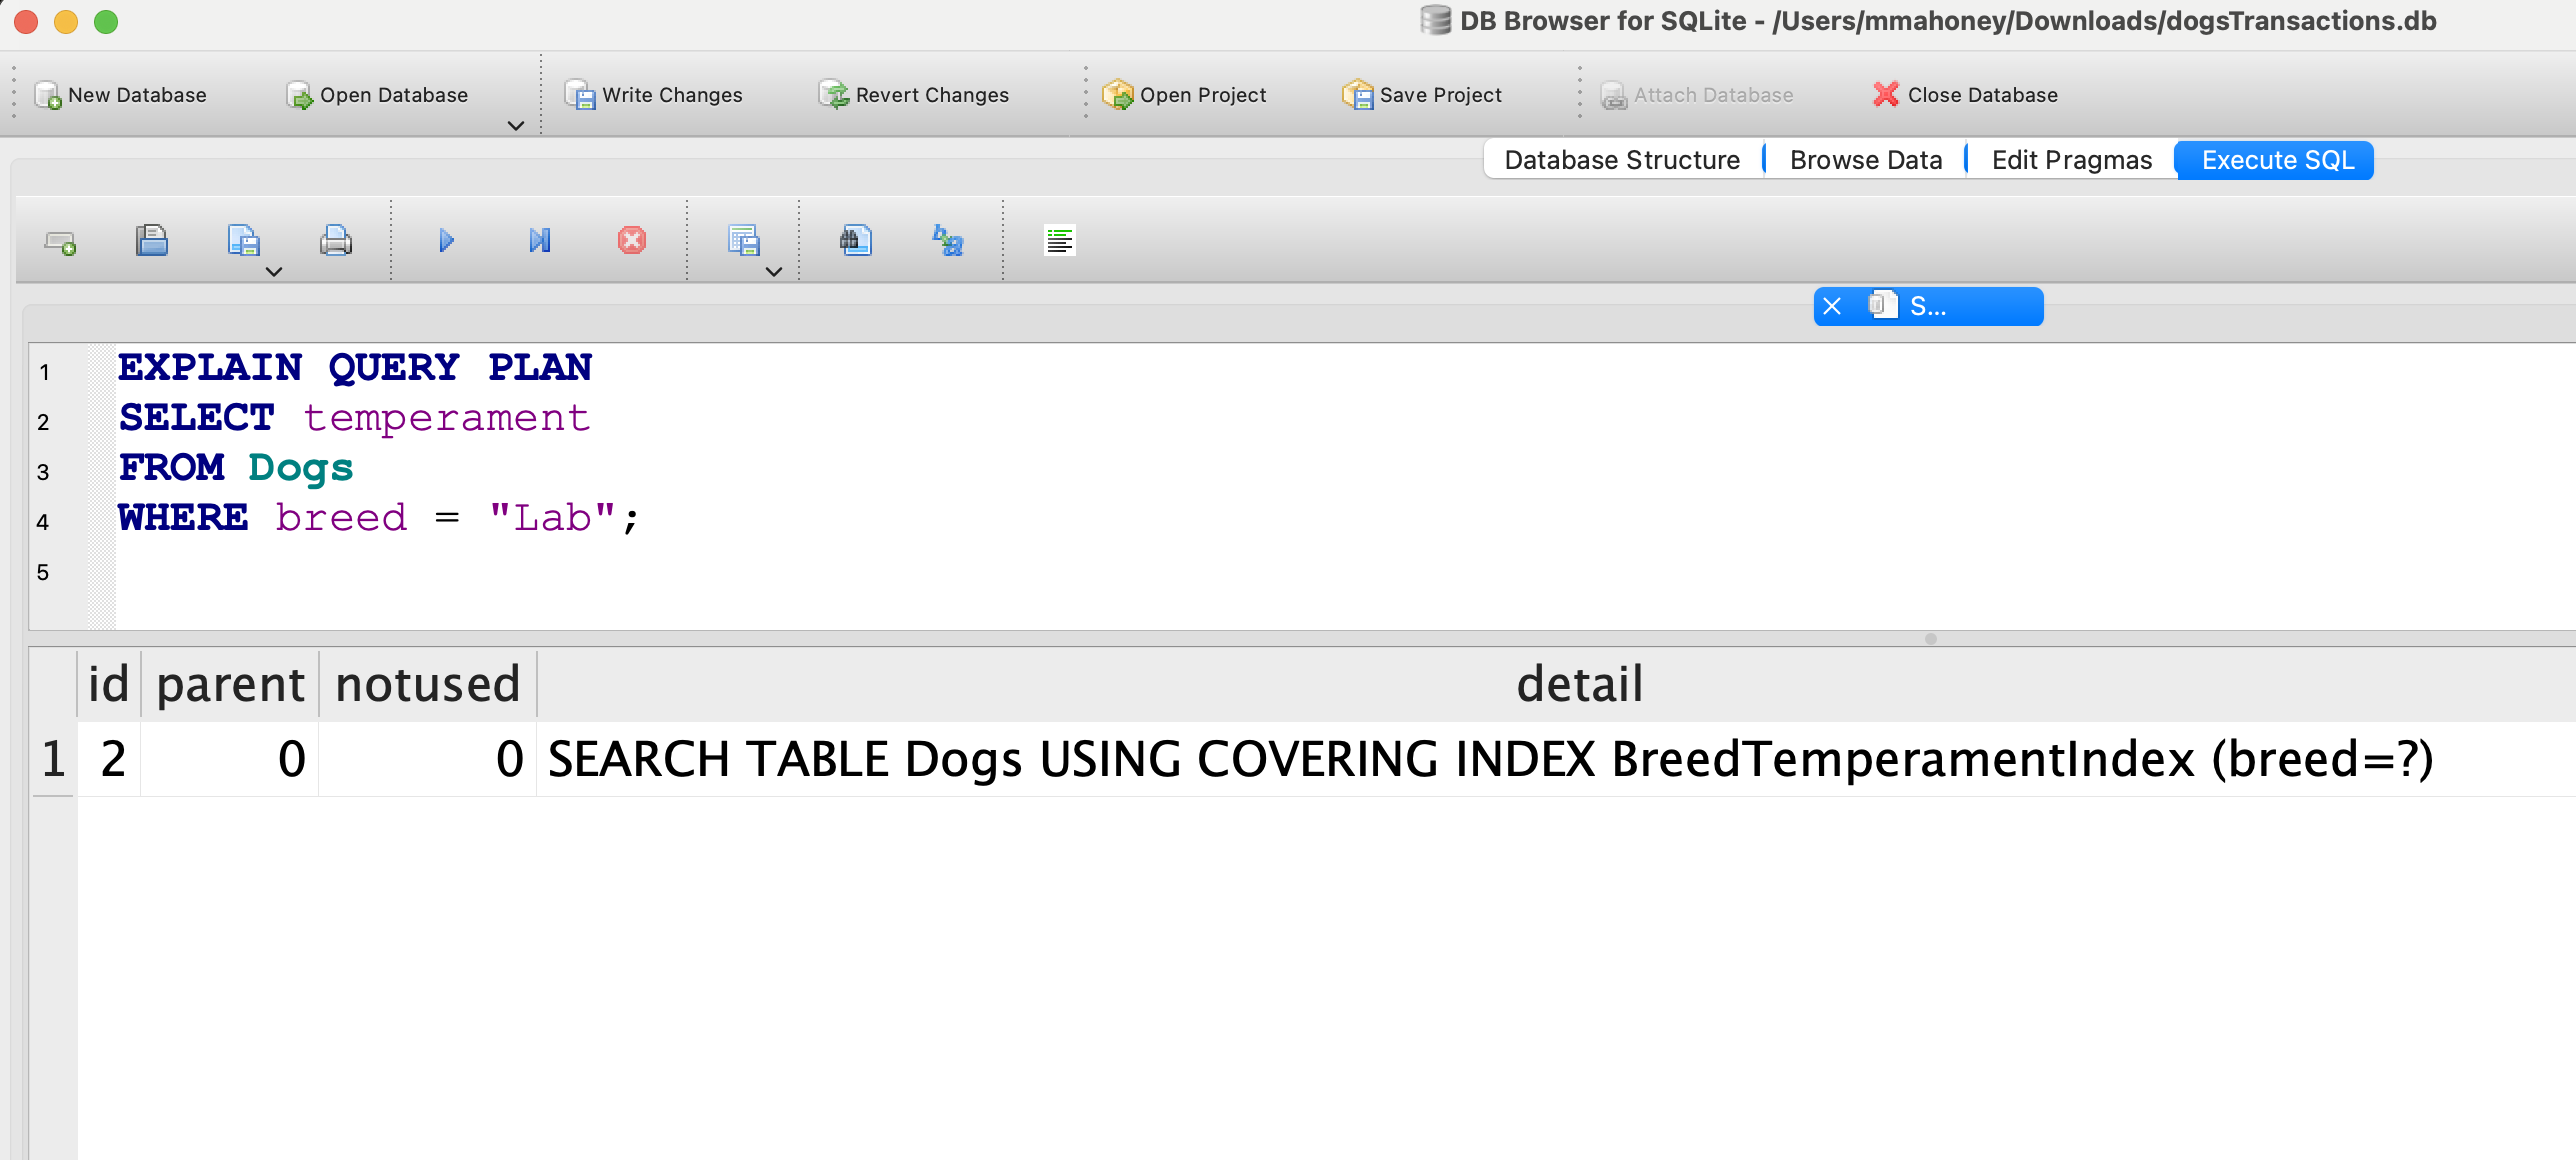 DB Browser for SQLite - /Users/mmahoney/Downloads/dogsTransactions.db
New Database Open Database Write Changes Revert Changes Open Project Save Project Attach Database Close Database
Database Structure Browse Data Edit Pragmas Execute SQL
S...
1 EXPLAIN QUERY PLAN
2 SELECT temperament
3 FROM Dogs
4 WHERE breed = "Lab";
5
id parent notused detail
1 2 0 0 SEARCH TABLE Dogs USING COVERING INDEX BreedTemperamentIndex (breed=?)